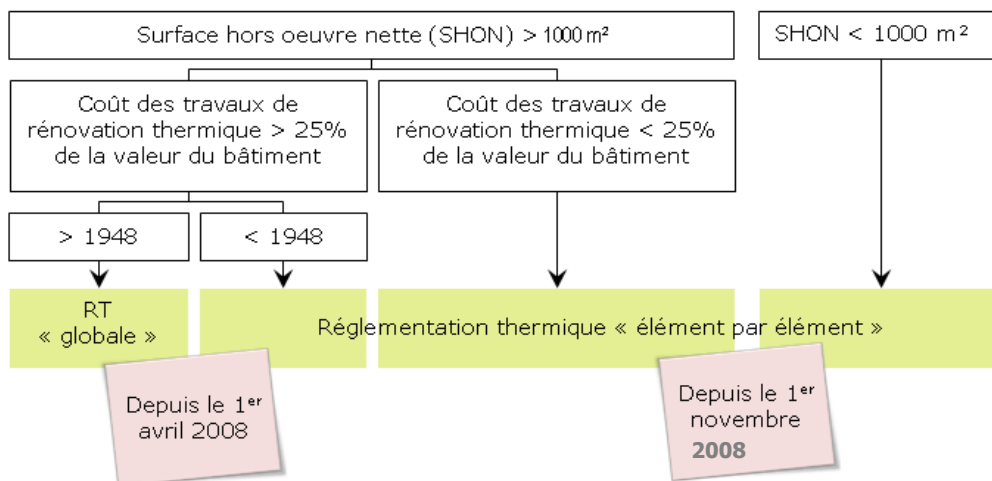 Surface hors oeuvre nette (SHON) > 1000 m²
SHON < 1000 m²
Coût des travaux de
rénovation thermique > 25%
de la valeur du bâtiment
Coût des travaux de
rénovation thermique < 25%
de la valeur du bâtiment
> 1948
< 1948
RT
« globale »
Réglementation thermique « élément par élément »
Depuis le 1er
avril 2008
Depuis le 1er
novembre
2008